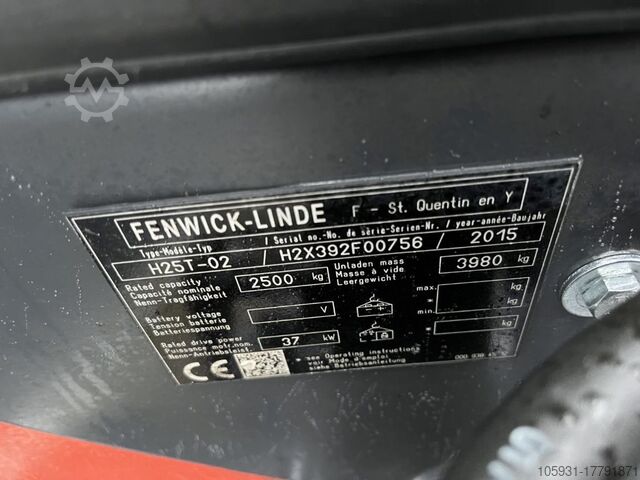 FENWICK-LINDE F - St. Quentin en Y
Type-Modèle-Typ / Serial no.-No. de série-Serien-Nr. / year-année-Baujahr
H25T-02 / H2X392F00756 / 2015
Rated capacity
Capacité nominale
Nenn-Tragfähigkeit
2500 kg
Unladen mass
Masse à vide
Leergewicht
3980 kg
Battery voltage
Tension batterie
Batteriespannung
V
max. kg
min. kg
Rated drive power
Puissance motr.nom.
Nenn-Antriebsleist.
37 kW
* kg
*see Operating instructions
voir Mode d'emploi
siehe Betriebsanleitung
CE
105931-17791871